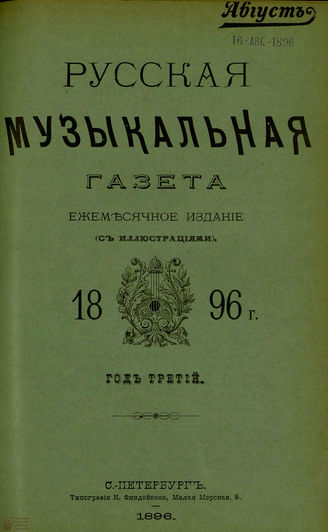 Августъ
16.-АВГ.-1896
РУССКАЯ
МУЗЫКАЛЬНАЯ
ГАЗЕТА
ЕЖЕМѢСЯЧНОЕ ИЗДАНІЕ
(СЪ ИЛЛЮСТРАЦІЯМИ).
18 96 г.
ГОДЪ ТРЕТІЙ.
С.-ПЕТЕРБУРГЪ.
Типографія Н. Финдейзена, Малая Морская, 9.
1896.